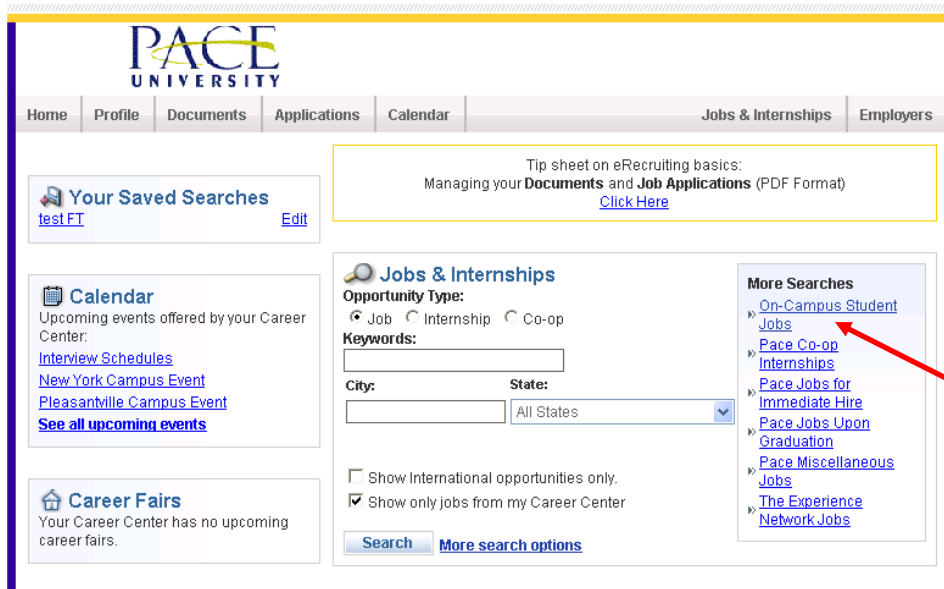 PACE
UNIVERSITY
Home Profile Documents Applications Calendar Jobs & Internships Employers
Your Saved Searches
test FT Edit
Calendar
Upcoming events offered by your Career
Center:
Interview Schedules
New York Campus Event
Pleasantville Campus Event
See all upcoming events
Career Fairs
Your Career Center has no upcoming
career fairs.
Tip sheet on eRecruiting basics:
Managing your Documents and Job Applications (PDF Format)
Click Here
Jobs & Internships
Opportunity Type:
Job Internship Co-op
Keywords:
City: State:
All States
Show International opportunities only.
Show only jobs from my Career Center
Search More search options
More Searches
On-Campus Student
Jobs
Pace Co-op
Internships
Pace Jobs for
Immediate Hire
Pace Jobs Upon
Graduation
Pace Miscellaneous
Jobs
The Experience
Network Jobs